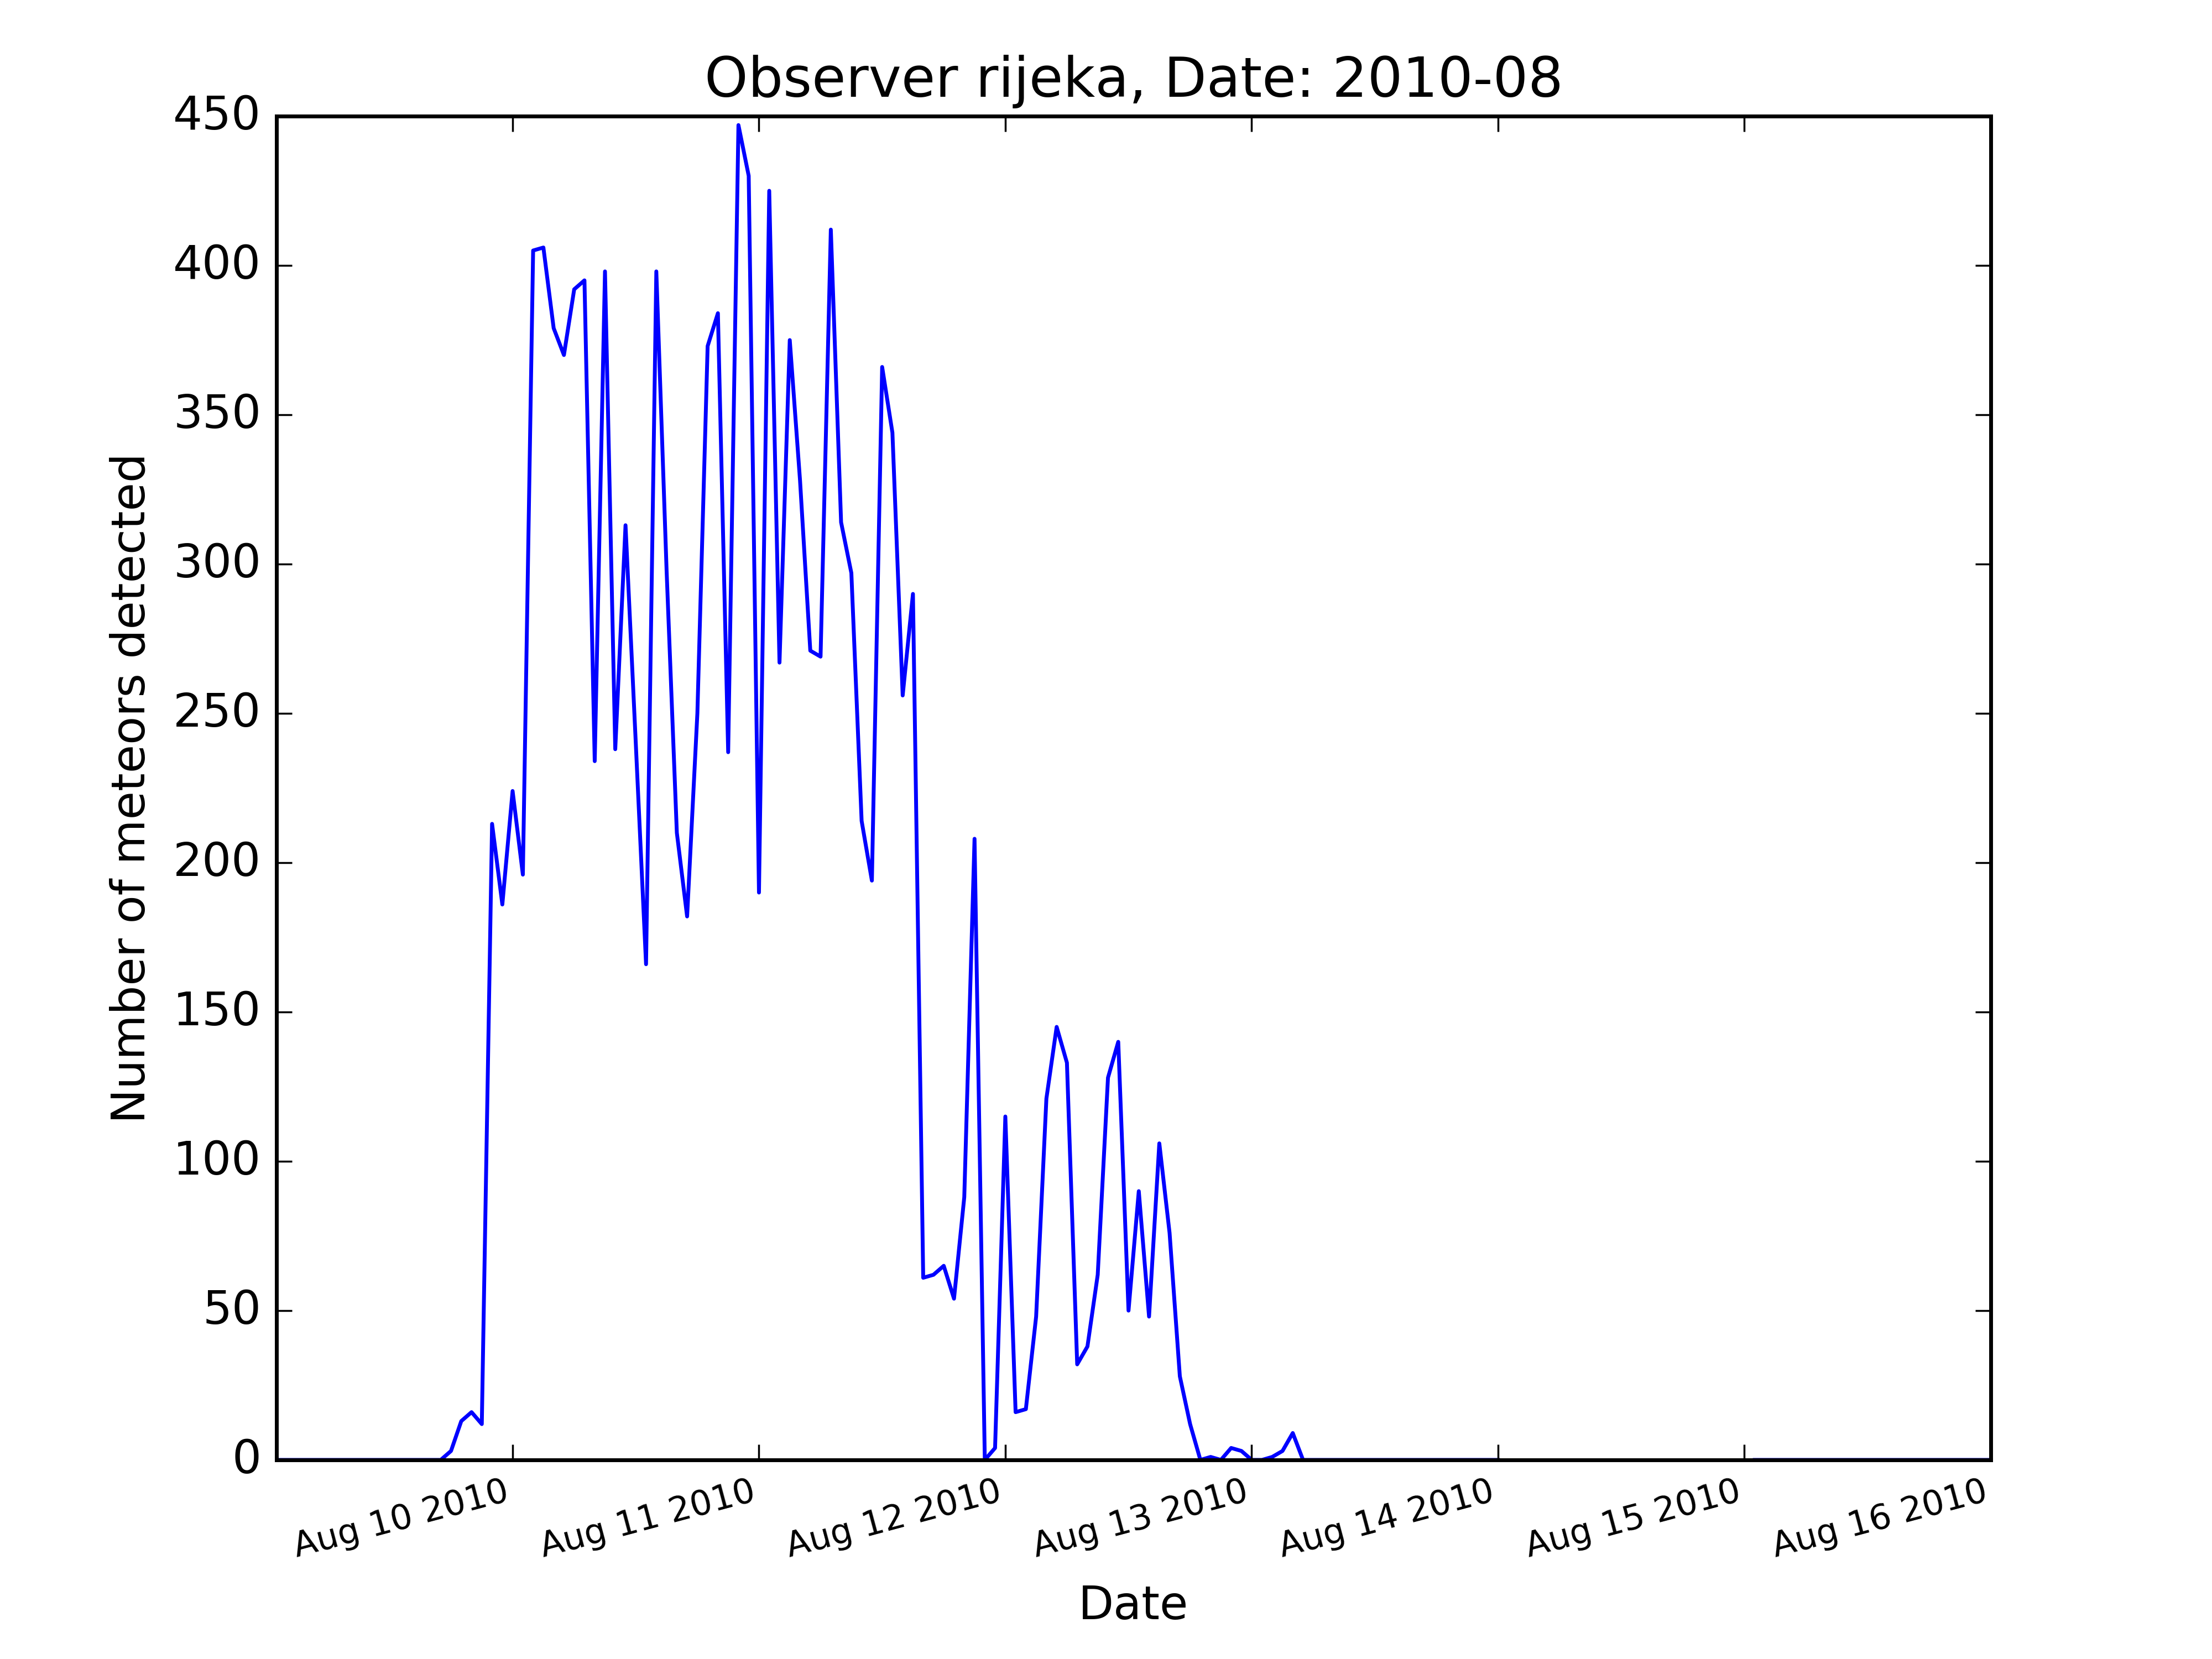 Observer rijeka, Date: 2010-08
450
400
350
300
250
200
150
100
50
0
Number of meteors detected
Aug 10 2010
Aug 11 2010
Aug 12 2010
Aug 13 2010
Aug 14 2010
Aug 15 2010
Aug 16 2010
Date